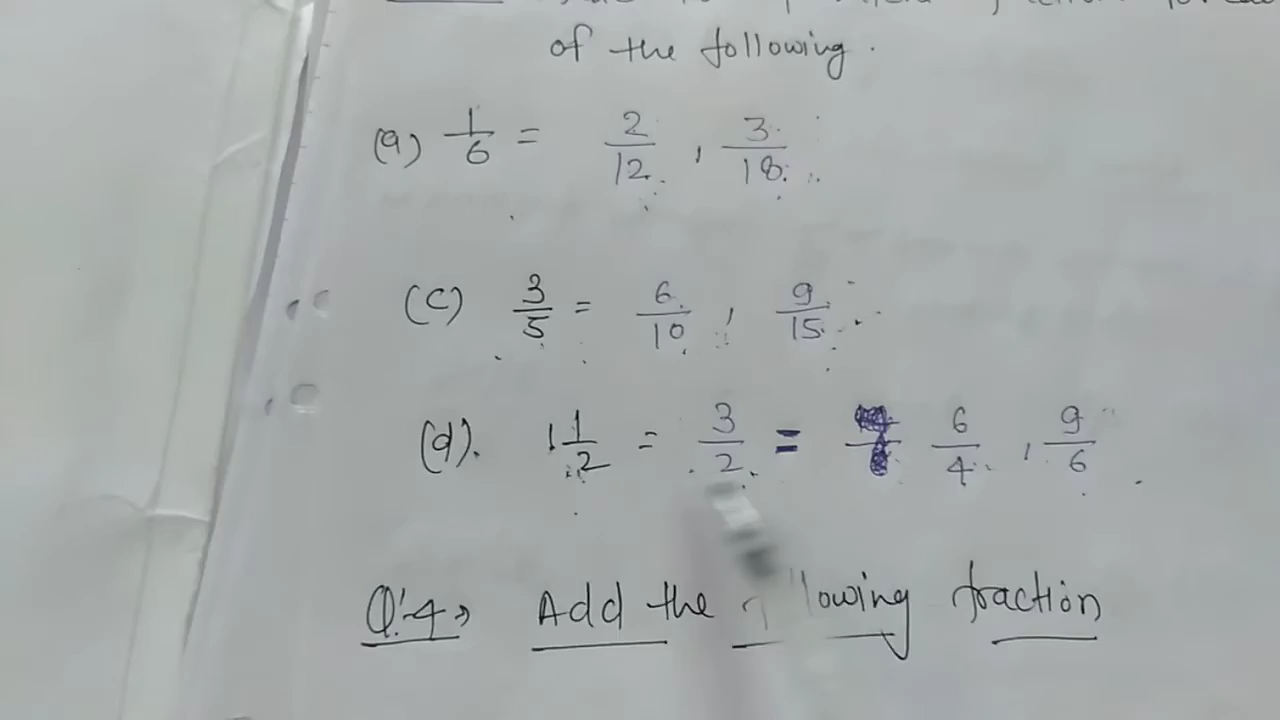 of the following.
(a) 1/6 = 2/12 , 3/18
(c) 3/5 = 6/10 , 9/15
(d). 1 1/2 = 3/2 = 6/4 , 9/6
Q.4 Add the following fraction